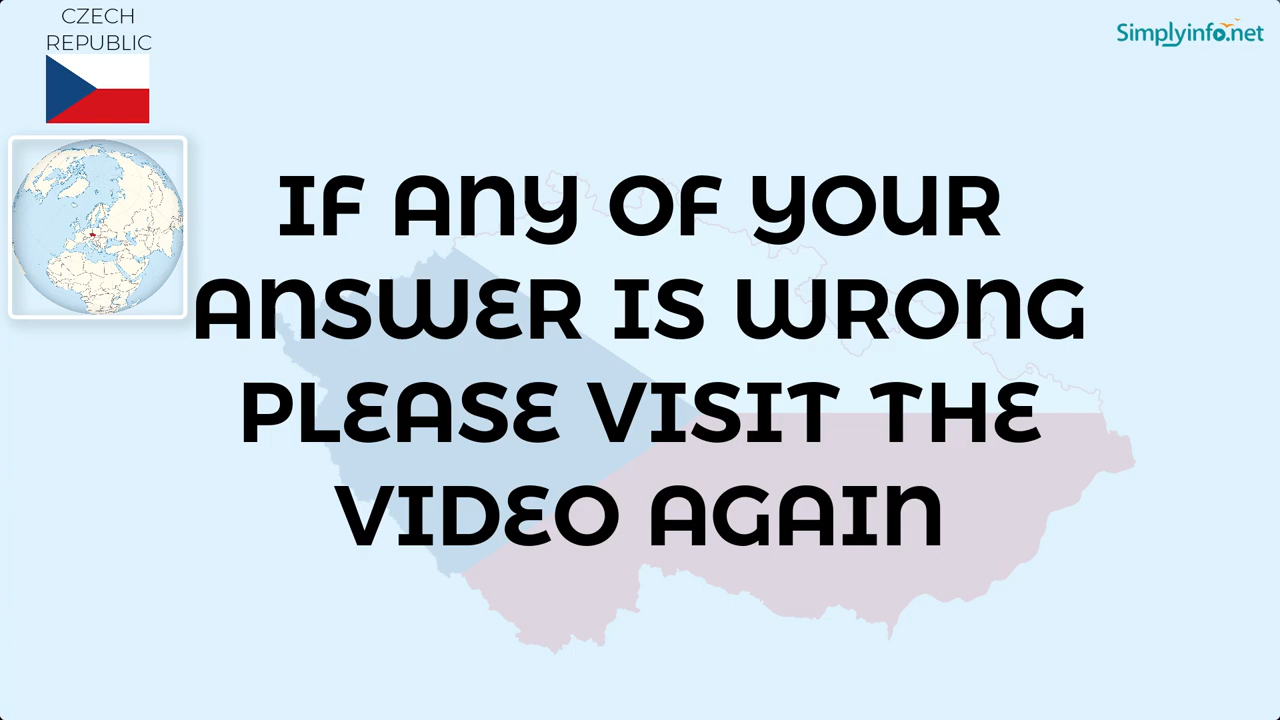 CZECH
REPUBLIC
Simplyinfo.net
IF ANY OF YOUR
ANSWER IS WRONG
PLEASE VISIT THE
VIDEO AGAIN